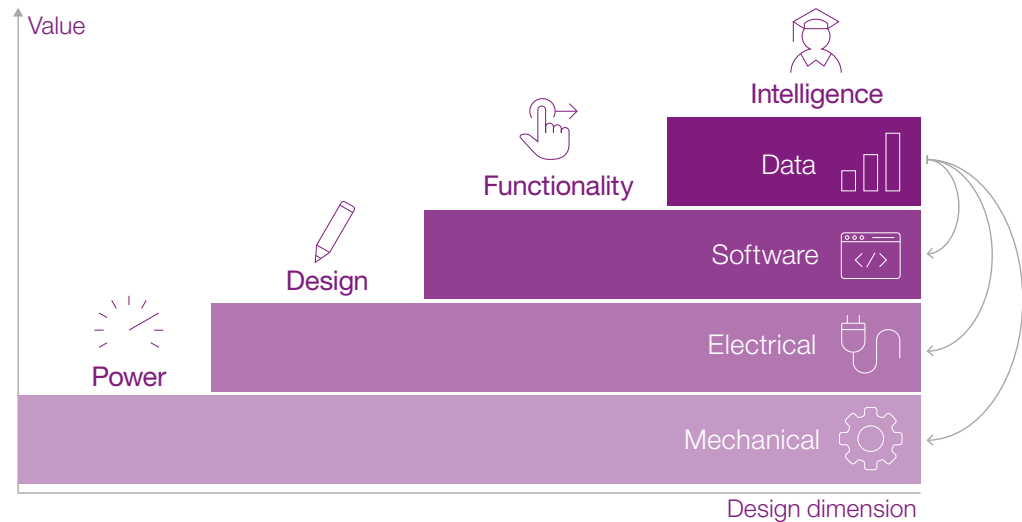 Value
Intelligence
Data
Functionality
Software
</>
Design
Electrical
Power
Mechanical
Design dimension